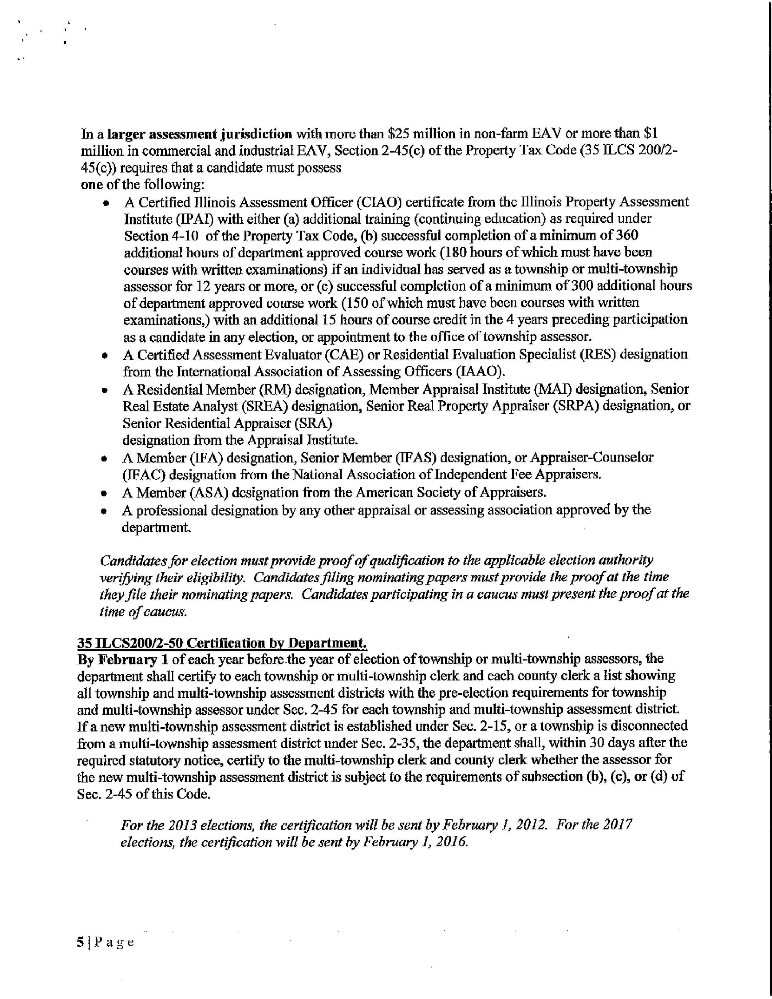 In a larger assessment jurisdiction with more than $25 million in non-farm EAV or more than $1
million in commercial and industrial EAV, Section 2-45(c) of the Property Tax Code (35 ILCS 200/2-
45(c)) requires that a candidate must possess
one of the following:
• A Certified Illinois Assessment Officer (CIAO) certificate from the Illinois Property Assessment
Institute (IPAI) with either (a) additional training (continuing education) as required under
Section 4-10 of the Property Tax Code, (b) successful completion of a minimum of 360
additional hours of department approved course work (180 hours of which must have been
courses with written examinations) if an individual has served as a township or multi-township
assessor for 12 years or more, or (c) successful completion of a minimum of 300 additional hours
of department approved course work (150 of which must have been courses with written
examinations,) with an additional 15 hours of course credit in the 4 years preceding participation
as a candidate in any election, or appointment to the office of township assessor.
• A Certified Assessment Evaluator (CAE) or Residential Evaluation Specialist (RES) designation
from the International Association of Assessing Officers (IAAO).
• A Residential Member (RM) designation, Member Appraisal Institute (MAI) designation, Senior
Real Estate Analyst (SREA) designation, Senior Real Property Appraiser (SRPA) designation, or
Senior Residential Appraiser (SRA)
designation from the Appraisal Institute.
• A Member (IFA) designation, Senior Member (IFAS) designation, or Appraiser-Counselor
(IFAC) designation from the National Association of Independent Fee Appraisers.
• A Member (ASA) designation from the American Society of Appraisers.
• A professional designation by any other appraisal or assessing association approved by the
department.
Candidates for election must provide proof of qualification to the applicable election authority
verifying their eligibility. Candidates filing nominating papers must provide the proof at the time
they file their nominating papers. Candidates participating in a caucus must present the proof at the
time of caucus.
35 ILCS200/2-50 Certification by Department.
By February 1 of each year before the year of election of township or multi-township assessors, the
department shall certify to each township or multi-township clerk and each county clerk a list showing
all township and multi-township assessment districts with the pre-election requirements for township
and multi-township assessor under Sec. 2-45 for each township and multi-township assessment district.
If a new multi-township assessment district is established under Sec. 2-15, or a township is disconnected
from a multi-township assessment district under Sec. 2-35, the department shall, within 30 days after the
required statutory notice, certify to the multi-township clerk and county clerk whether the assessor for
the new multi-township assessment district is subject to the requirements of subsection (b), (c), or (d) of
Sec. 2-45 of this Code.
For the 2013 elections, the certification will be sent by February 1, 2012. For the 2017
elections, the certification will be sent by February 1, 2016.
5 | P a g e